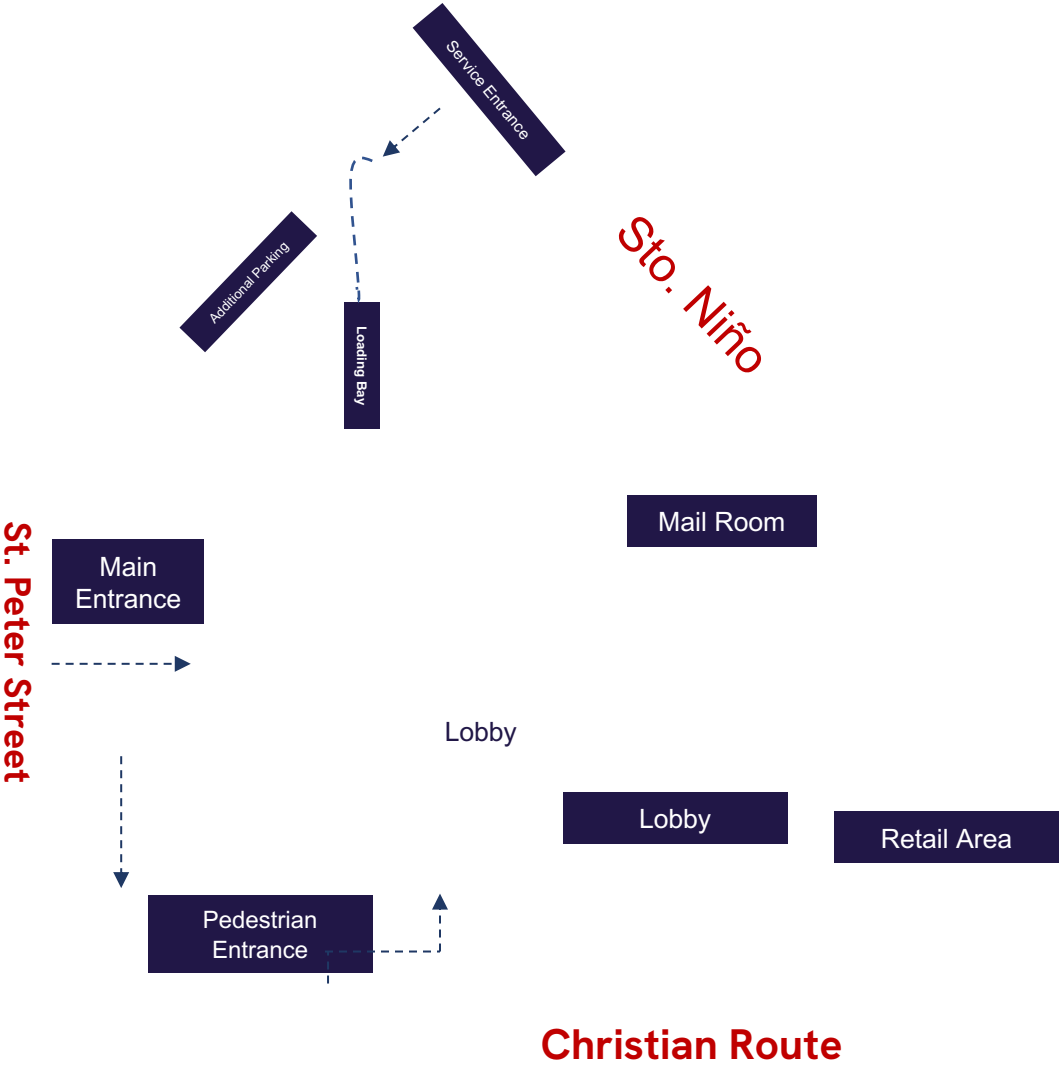 Service Entrance
Additional Parking
Sto. Niño
Loading Bay
Mail Room
St. Peter Street
Main
Entrance
Lobby
Lobby
Retail Area
Pedestrian
Entrance
Christian Route